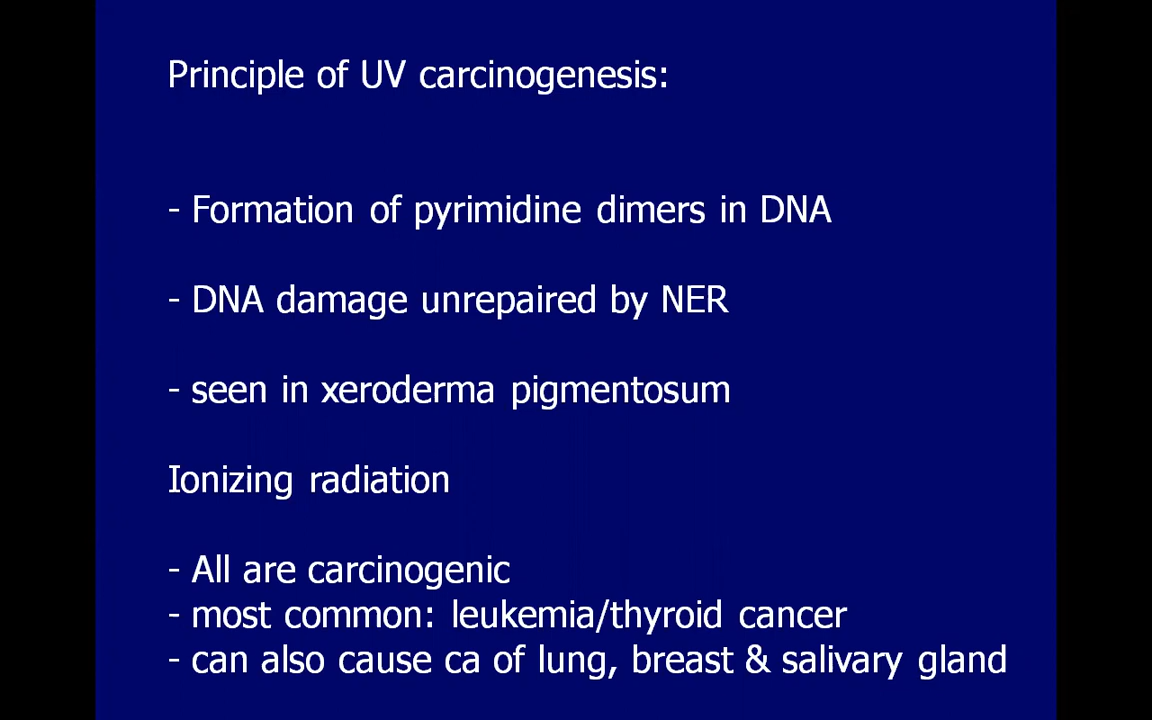 Principle of UV carcinogenesis:
- Formation of pyrimidine dimers in DNA
- DNA damage unrepaired by NER
- seen in xeroderma pigmentosum
Ionizing radiation
- All are carcinogenic
- most common: leukemia/thyroid cancer
- can also cause ca of lung, breast & salivary gland